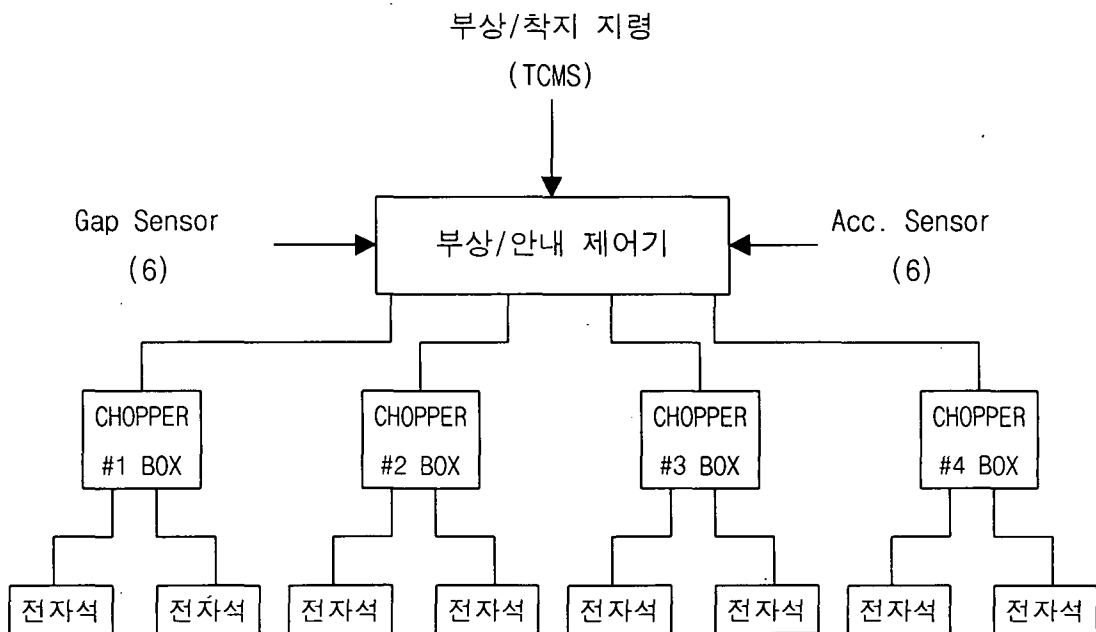 부상/착지 지령
(TCMS)
Gap Sensor
(6)
부상/안내 제어기
Acc. Sensor
(6)
CHOPPER
#1 BOX
CHOPPER
#2 BOX
CHOPPER
#3 BOX
CHOPPER
#4 BOX
전자석
전자석
전자석
전자석
전자석
전자석
전자석
전자석